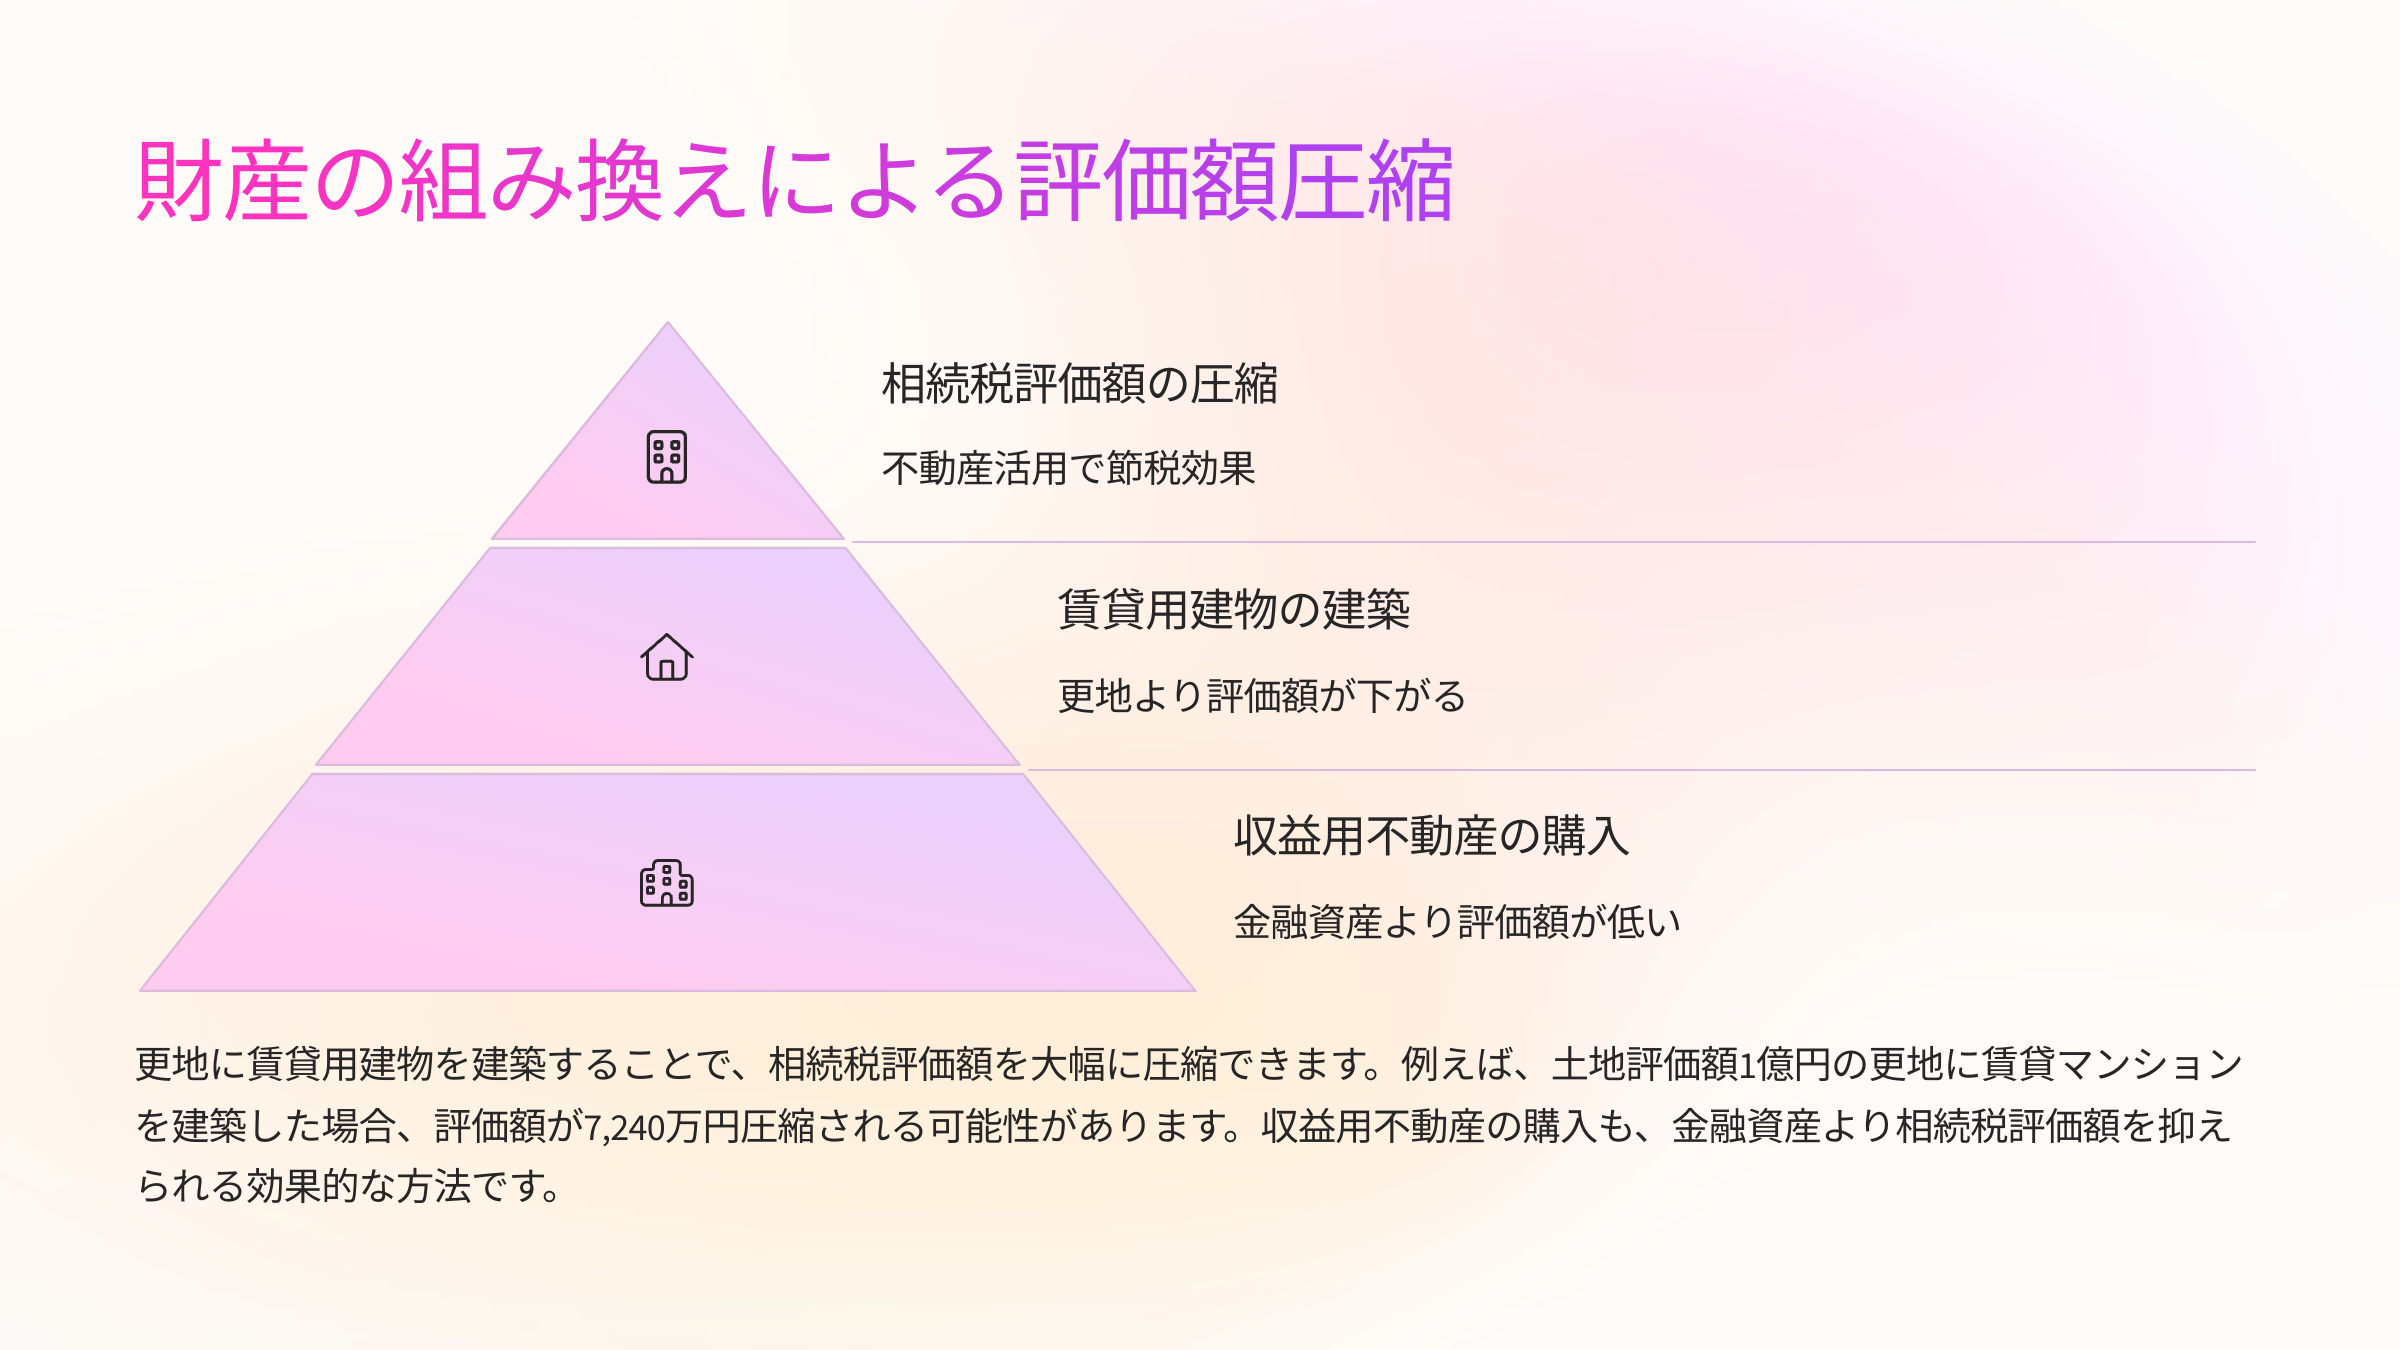 財産の組み換えによる評価額圧縮
相続税評価額の圧縮
不動産活用で節税効果
賃貸用建物の建築
更地より評価額が下がる
収益用不動産の購入
金融資産より評価額が低い
更地に賃貸用建物を建築することで、相続税評価額を大幅に圧縮できます。例えば、土地評価額1億円の更地に賃貸マンション
を建築した場合、評価額が7,240万円圧縮される可能性があります。収益用不動産の購入も、金融資産より相続税評価額を抑え
られる効果的な方法です。